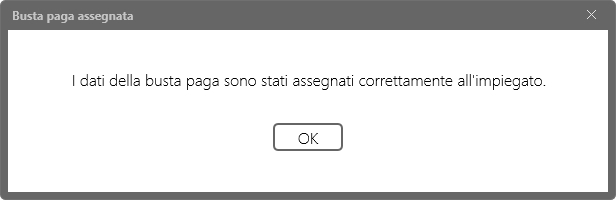 Busta paga assegnata
I dati della busta paga sono stati assegnati correttamente all'impiegato.
OK